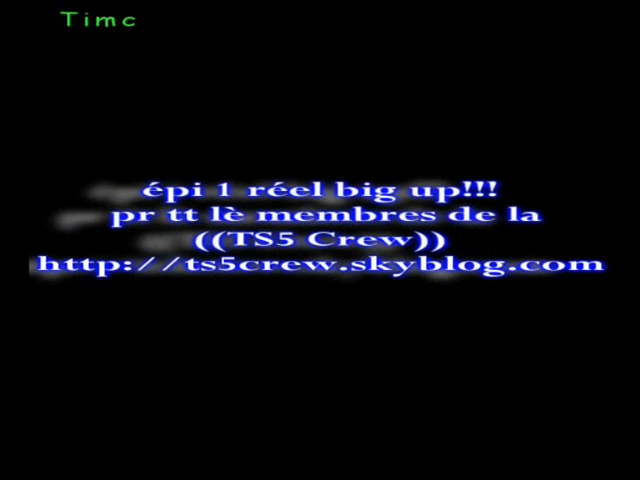 Timc
épi 1 réel big up!!!
pr tt lè membres de la
((TS5 Crew))
http://ts5crew.skyblog.com